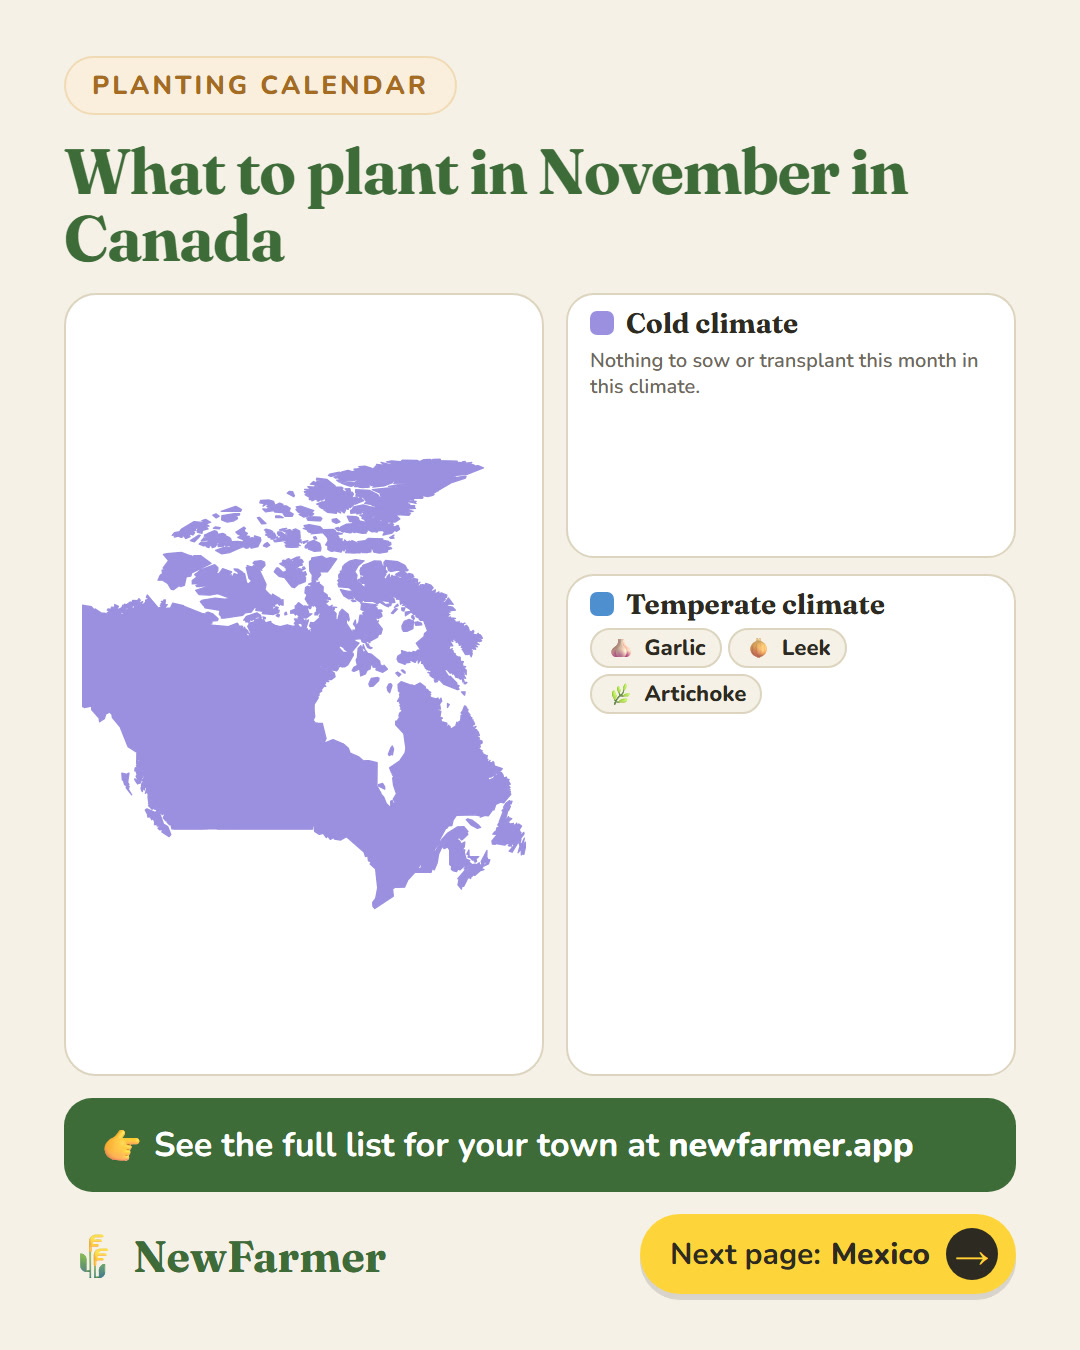 PLANTING CALENDAR
What to plant in November in
Canada
Cold climate
Nothing to sow or transplant this month in
this climate.
Temperate climate
Garlic
Leek
Artichoke
See the full list for your town at newfarmer.app
NewFarmer
Next page: Mexico →